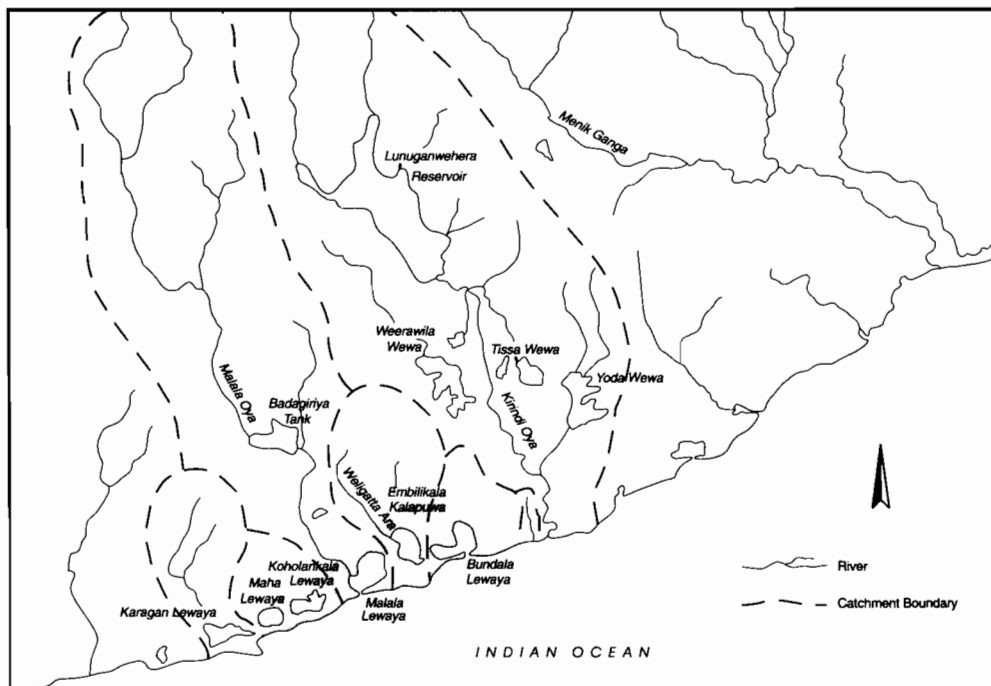 Menik Ganga
Lunuganwehera
Reservoir
Weerawila
Wewa
Tissa Wewa
Yoda Wewa
Malala Oya
Badagiriya
Tank
Kirindi Oya
Weligatta Ara
Embilikala
Kalapuwa
Koholankala
Lewaya
Maha
Lewaya
Karagan Lewaya
Malala
Lewaya
Bundala
Lewaya
River
Catchment Boundary
INDIAN OCEAN